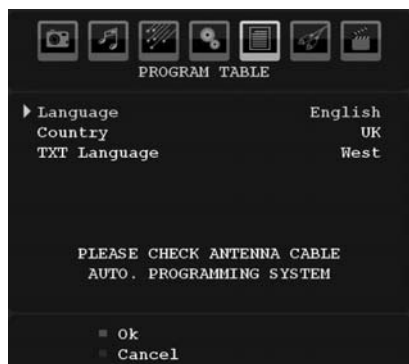 PROGRAM TABLE
Language English
Country UK
TXT Language West
PLEASE CHECK ANTENNA CABLE
AUTO. PROGRAMMING SYSTEM
Ok
Cancel